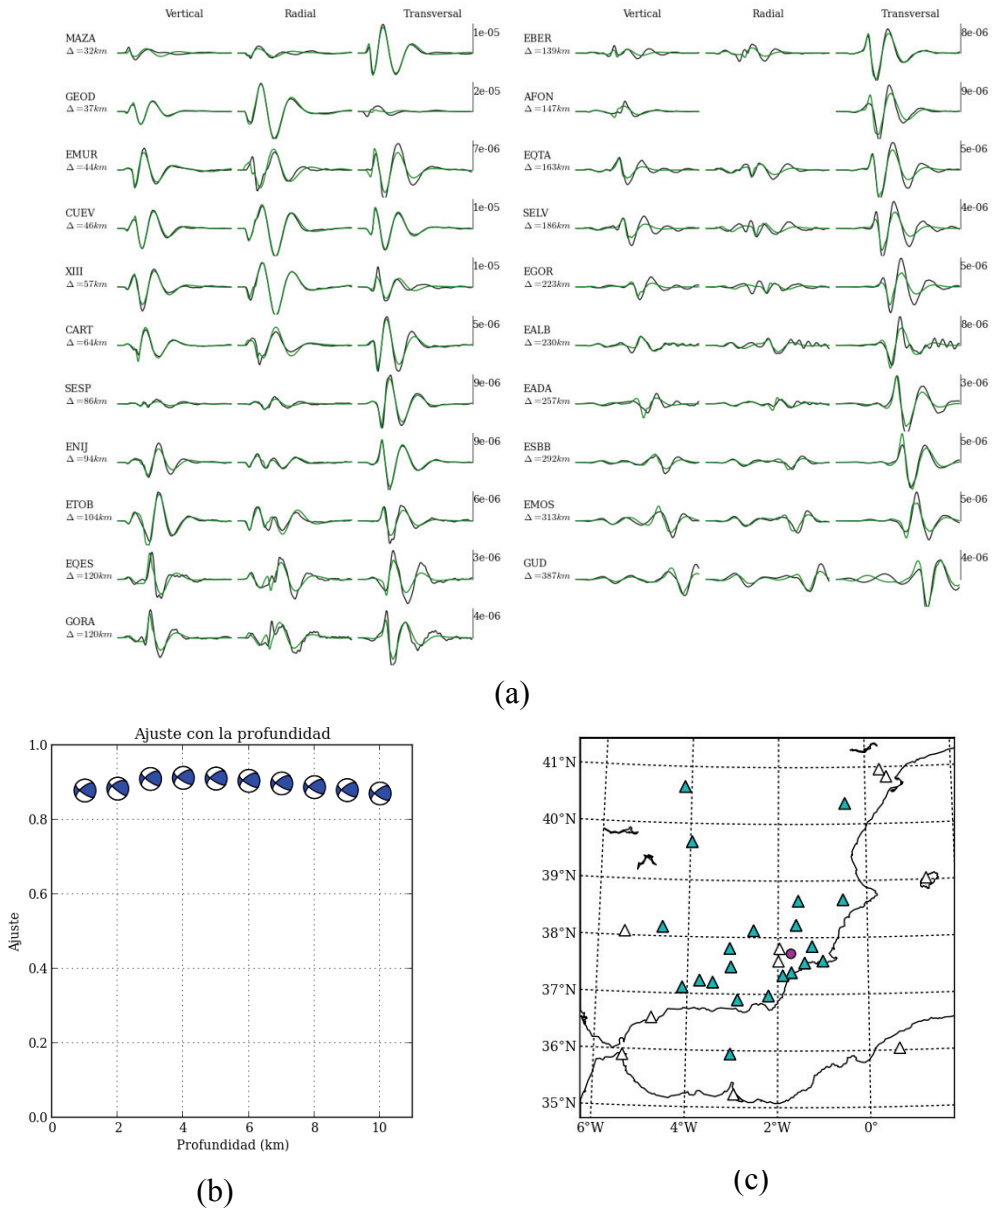 Vertical Radial Transversal
MAZA 1e-05
Δ = 32km
GEOD 2e-05
Δ = 37km
EMUR 7e-06
Δ = 44km
CUEV 1e-05
Δ = 46km
XIII 1e-05
Δ = 57km
CART 5e-06
Δ = 64km
SESP 9e-06
Δ = 86km
ENIJ 9e-06
Δ = 94km
ETOB 6e-06
Δ = 104km
EQES 3e-06
Δ = 120km
GORA 4e-06
Δ = 120km
Vertical Radial Transversal
EBER 8e-06
Δ = 139km
AFON 9e-06
Δ = 147km
EQTA 5e-06
Δ = 163km
SELV 4e-06
Δ = 186km
EGOR 5e-06
Δ = 223km
EALB 8e-06
Δ = 230km
EADA 3e-06
Δ = 257km
ESBB 5e-06
Δ = 292km
EMOS 5e-06
Δ = 313km
GUD 4e-06
Δ = 387km
(a)
Ajuste con la profundidad
1.0
0.8
0.6
0.4
0.2
0.0
Ajuste
0 2 4 6 8 10
Profundidad (km)
(b)
41°N
40°N
39°N
38°N
37°N
36°N
35°N
6°W 4°W 2°W 0°
(c)